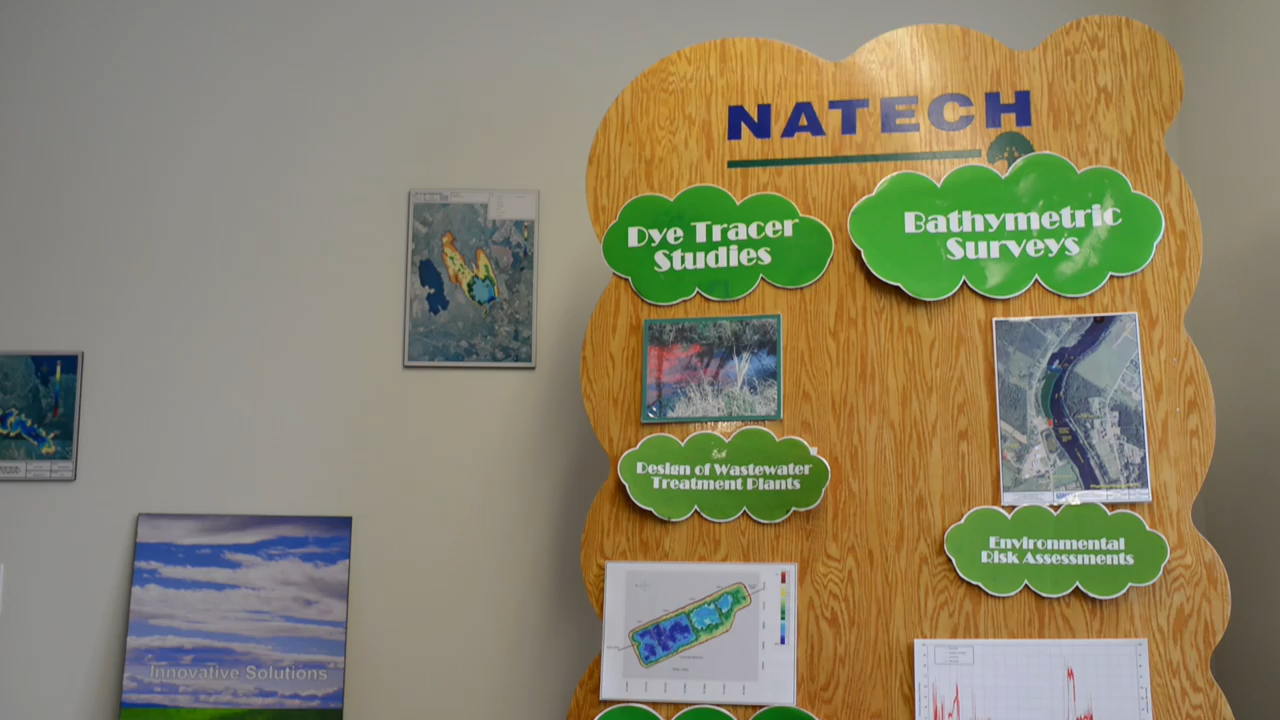 NATECH
Dye Tracer
Studies
Bathymetric
Surveys
Design of Wastewater
Treatment Plants
Environmental
Risk Assessments
Innovative Solutions